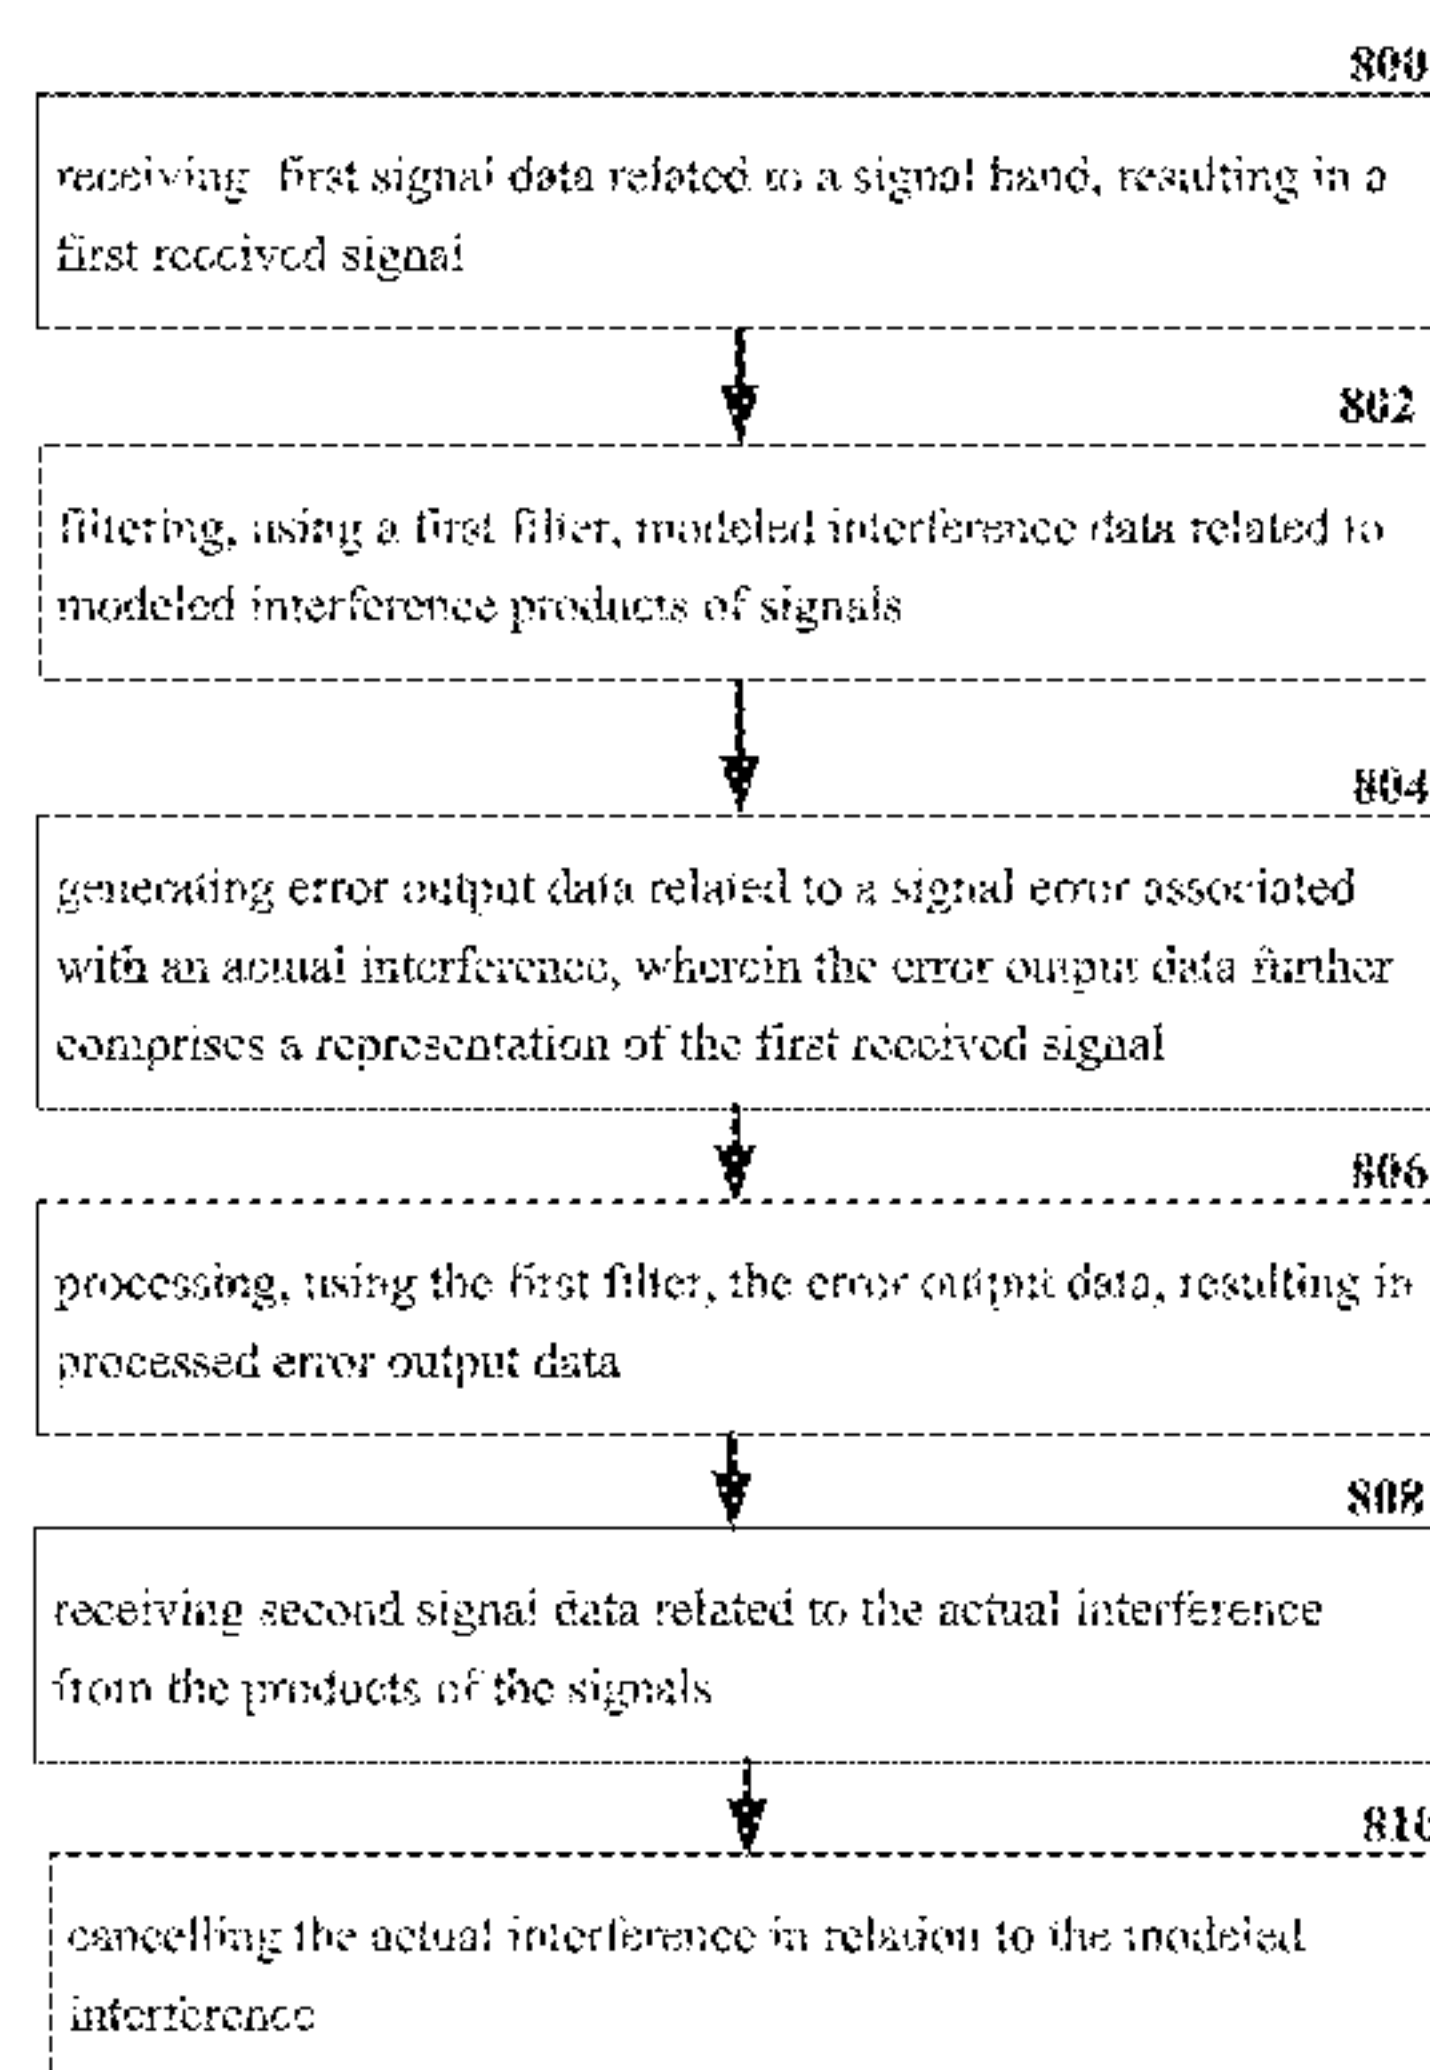 800
receiving first signal data related to a signal band, resulting in a
first received signal
802
filtering, using a first filter, modeled interference data related to
modeled interference products of signals
804
generating error output data related to a signal error associated
with an actual interference, wherein the error output data further
comprises a representation of the first received signal
806
processing, using the first filter, the error output data, resulting in
processed error output data
808
receiving second signal data related to the actual interference
from the products of the signals
810
cancelling the actual interference in relation to the modeled
interference